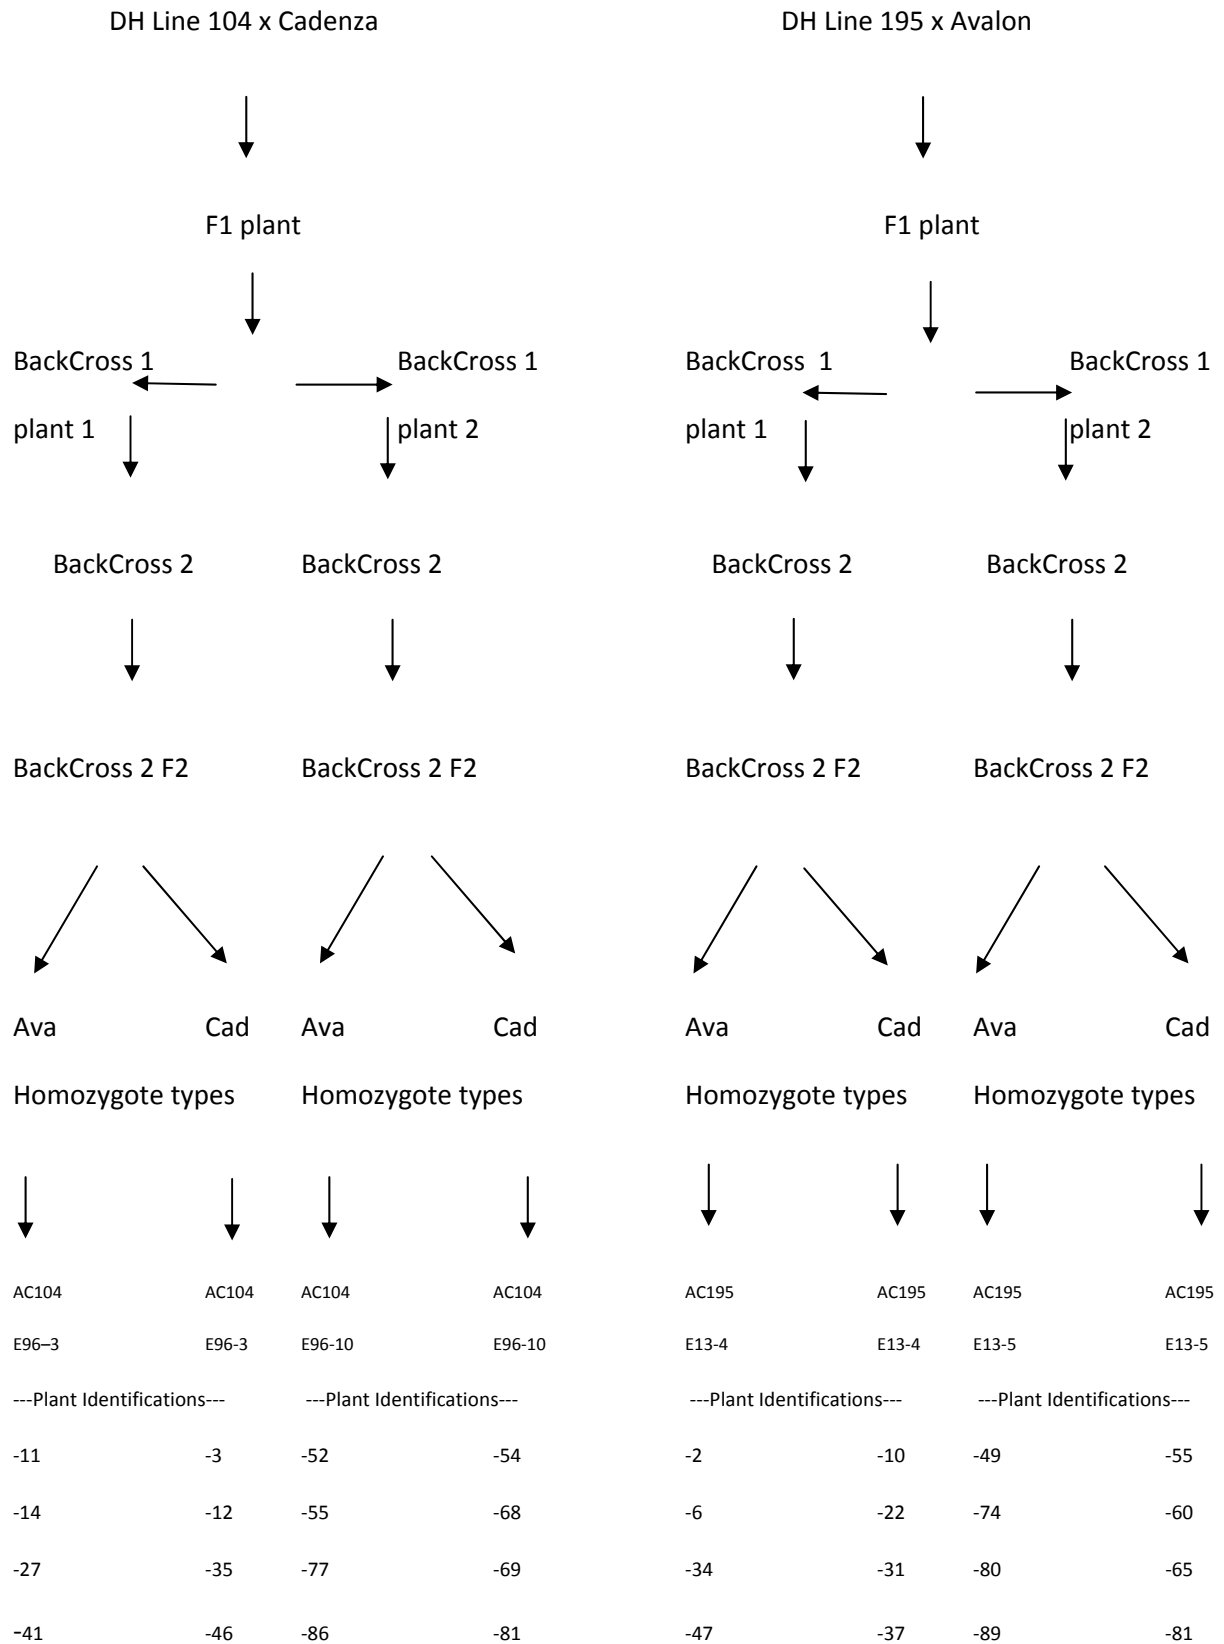 DH Line 104 x Cadenza DH Line 195 x Avalon
F1 plant F1 plant
BackCross 1 BackCross 1 BackCross 1 BackCross 1
plant 1 plant 2 plant 1 plant 2
BackCross 2 BackCross 2 BackCross 2 BackCross 2
BackCross 2 F2 BackCross 2 F2 BackCross 2 F2 BackCross 2 F2
Ava Cad Ava Cad Ava Cad Ava Cad
Homozygote types Homozygote types Homozygote types Homozygote types
AC104 AC104 AC104 AC104 AC195 AC195 AC195 AC195
E96–3 E96-3 E96-10 E96-10 E13-4 E13-4 E13-5 E13-5
---Plant Identifications--- ---Plant Identifications--- ---Plant Identifications--- ---Plant Identifications---
-11 -3 -52 -54 -2 -10 -49 -55
-14 -12 -55 -68 -6 -22 -74 -60
-27 -35 -77 -69 -34 -31 -80 -65
-41 -46 -86 -81 -47 -37 -89 -81